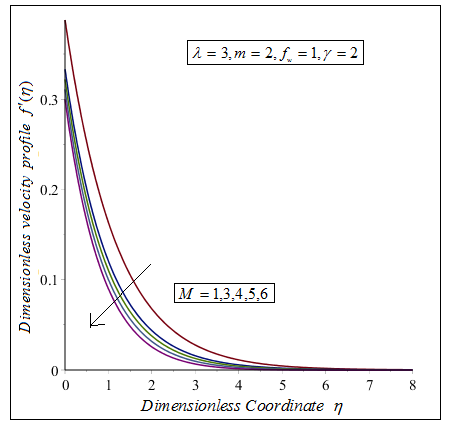 λ = 3, m = 2, f_w = 1, γ = 2
Dimensionless velocity profile f'(η)
0.3
0.2
0.1
0
M = 1,3,4,5,6
0 1 2 3 4 5 6 7 8
Dimensionless Coordinate η